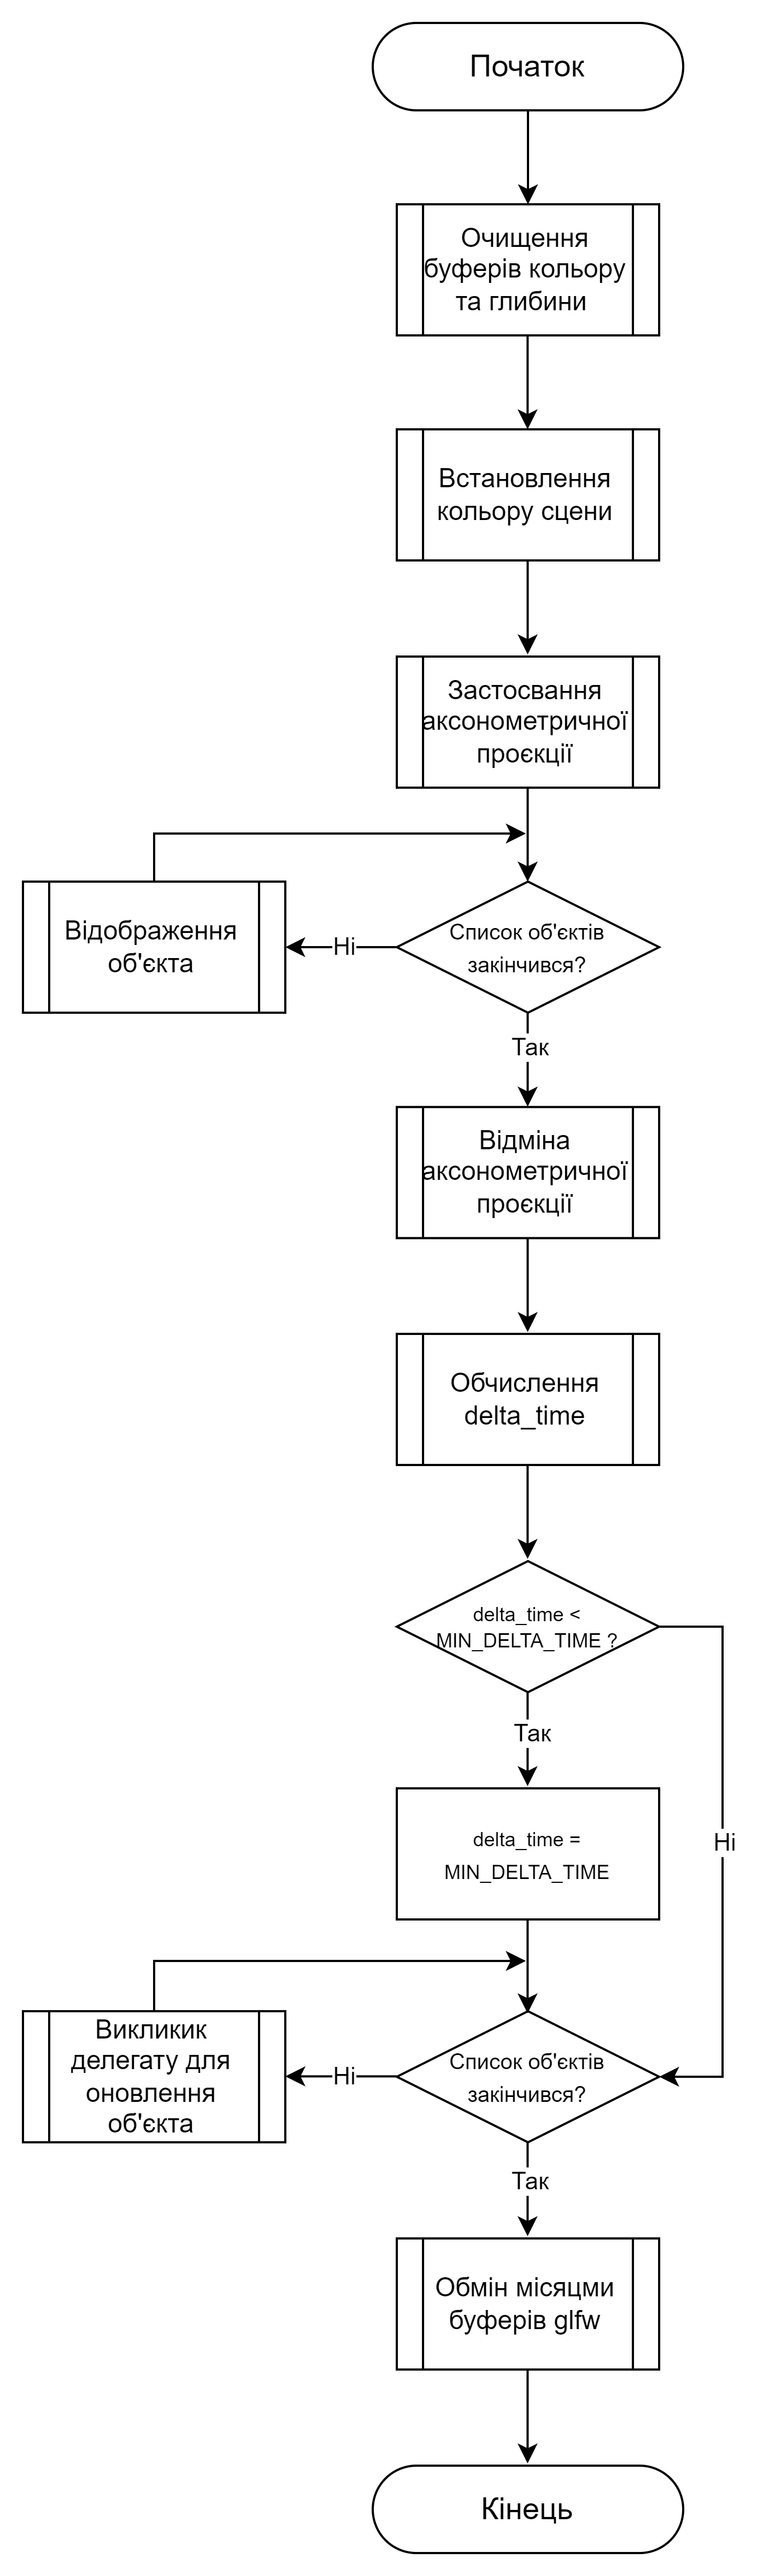 Початок
Очищення
буферів кольору
та глибини
Встановлення
кольору сцени
Застосвання
аксонометричної
проєкції
Відображення
об'єкта
Ні
Список об'єктів
закінчився?
Так
Відміна
аксонометричної
проєкції
Обчислення
delta_time
delta_time <
MIN_DELTA_TIME ?
Так
delta_time =
MIN_DELTA_TIME
Ні
Викликик
делегату для
оновлення
об'єкта
Ні
Список об'єктів
закінчився?
Так
Обмін місяцми
буферів glfw
Кінець